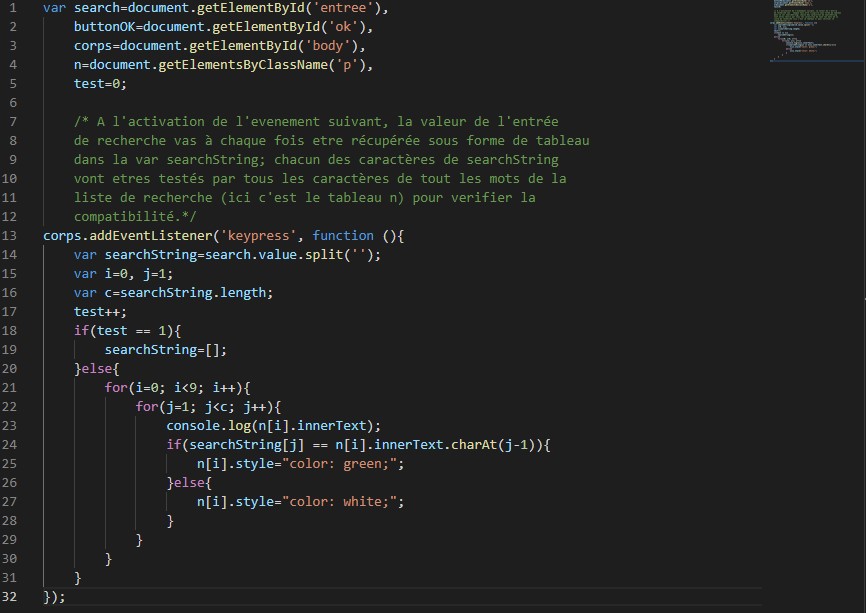 1 var search=document.getElementById('entree'),
2     buttonOK=document.getElementById('ok'),
3     corps=document.getElementById('body'),
4     n=document.getElementsByClassName('p'),
5     test=0;
6
7     /* A l'activation de l'evenement suivant, la valeur de l'entrée
8     de recherche vas à chaque fois etre récupérée sous forme de tableau
9     dans la var searchString; chacun des caractères de searchString
10     vont etres testés par tous les caractères de tout les mots de la
11     liste de recherche (ici c'est le tableau n) pour verifier la
12     compatibilité.*/
13 corps.addEventListener('keypress', function (){
14     var searchString=search.value.split('');
15     var i=0, j=1;
16     var c=searchString.length;
17     test++;
18     if(test == 1){
19         searchString=[];
20     }else{
21         for(i=0; i<9; i++){
22             for(j=1; j<c; j++){
23                 console.log(n[i].innerText);
24                 if(searchString[j] == n[i].innerText.charAt(j-1)){
25                     n[i].style="color: green;";
26                 }else{
27                     n[i].style="color: white;";
28                 }
29             }
30         }
31     }
32 });